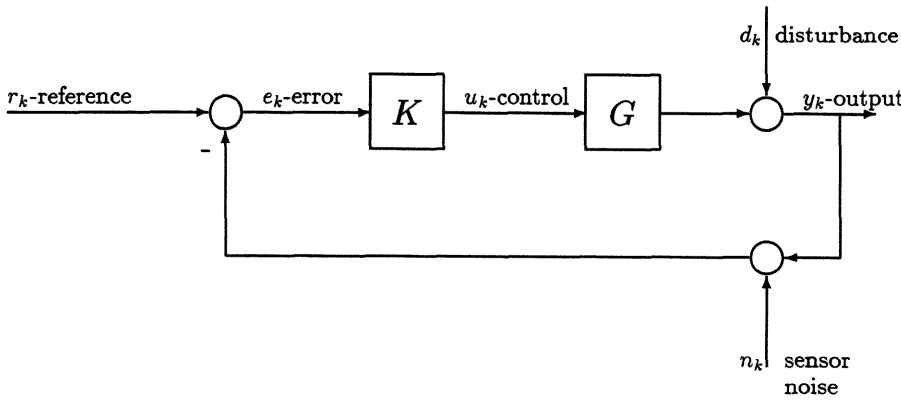 d_k disturbance
r_k-reference
e_k-error
K
u_k-control
G
y_k-output
-
n_k sensor
noise